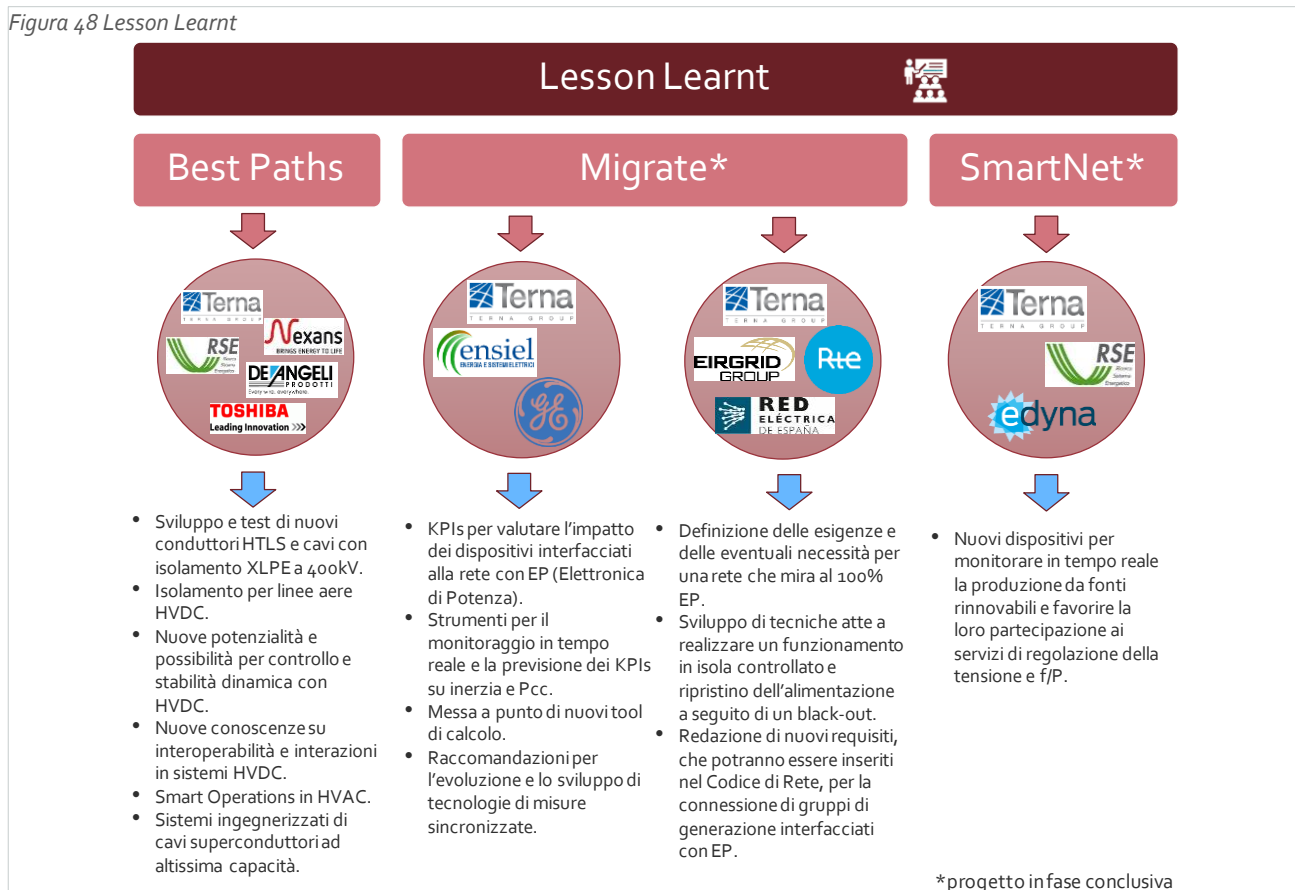 Figura 48 Lesson Learnt
Lesson Learnt
Best Paths
Migrate*
SmartNet*
Terna
TERNA GROUP
Nexans
BRINGS ENERGY TO LIFE
RSE
Ricerca
Sistema
Energetico
DE ANGELI
PRODOTTI
Every wire, everywhere.
TOSHIBA
Leading Innovation >>>
Terna
TERNA GROUP
ensiel
ENERGIA E SISTEMI ELETTRICI
GE
Terna
TERNA GROUP
EIRGRID
GROUP
Rte
RED
ELÉCTRICA
DE ESPAÑA
Terna
TERNA GROUP
RSE
Ricerca
Sistema
Energetico
edyna
• Sviluppo e test di nuovi
conduttori HTLS e cavi con
isolamento XLPE a 400kV.
• Isolamento per linee aere
HVDC.
• Nuove potenzialità e
possibilità per controllo e
stabilità dinamica con
HVDC.
• Nuove conoscenze su
interoperabilità e interazioni
in sistemi HVDC.
• Smart Operations in HVAC.
• Sistemi ingegnerizzati di
cavi superconduttori ad
altissima capacità.
• KPIs per valutare l'impatto
dei dispositivi interfacciati
alla rete con EP (Elettronica
di Potenza).
• Strumenti per il
monitoraggio in tempo
reale e la previsione dei KPIs
su inerzia e Pcc.
• Messa a punto di nuovi tool
di calcolo.
• Raccomandazioni per
l'evoluzione e lo sviluppo di
tecnologie di misure
sincronizzate.
• Definizione delle esigenze e
delle eventuali necessità per
una rete che mira al 100%
EP.
• Sviluppo di tecniche atte a
realizzare un funzionamento
in isola controllato e
ripristino dell'alimentazione
a seguito di un black-out.
• Redazione di nuovi requisiti,
che potranno essere inseriti
nel Codice di Rete, per la
connessione di gruppi di
generazione interfacciati
con EP.
• Nuovi dispositivi per
monitorare in tempo reale
la produzione da fonti
rinnovabili e favorire la
loro partecipazione ai
servizi di regolazione della
tensione e f/P.
*progetto in fase conclusiva